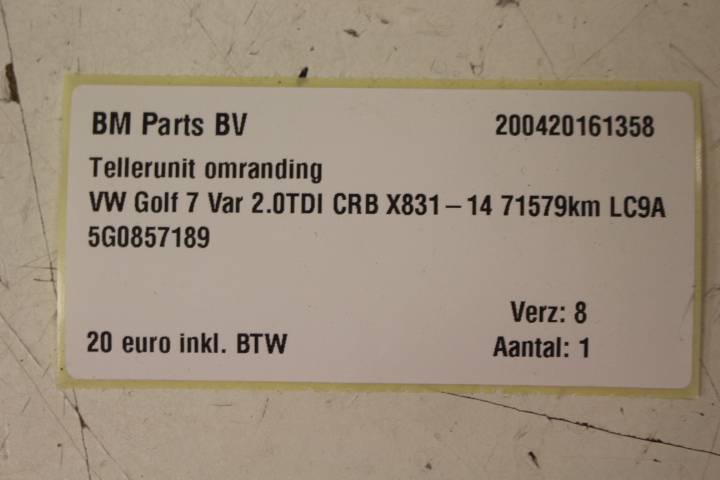 BM Parts BV 200420161358
Tellerunit omranding
VW Golf 7 Var 2.0TDI CRB X831-14 71579km LC9A
5G0857189
Verz: 8
20 euro inkl. BTW Aantal: 1